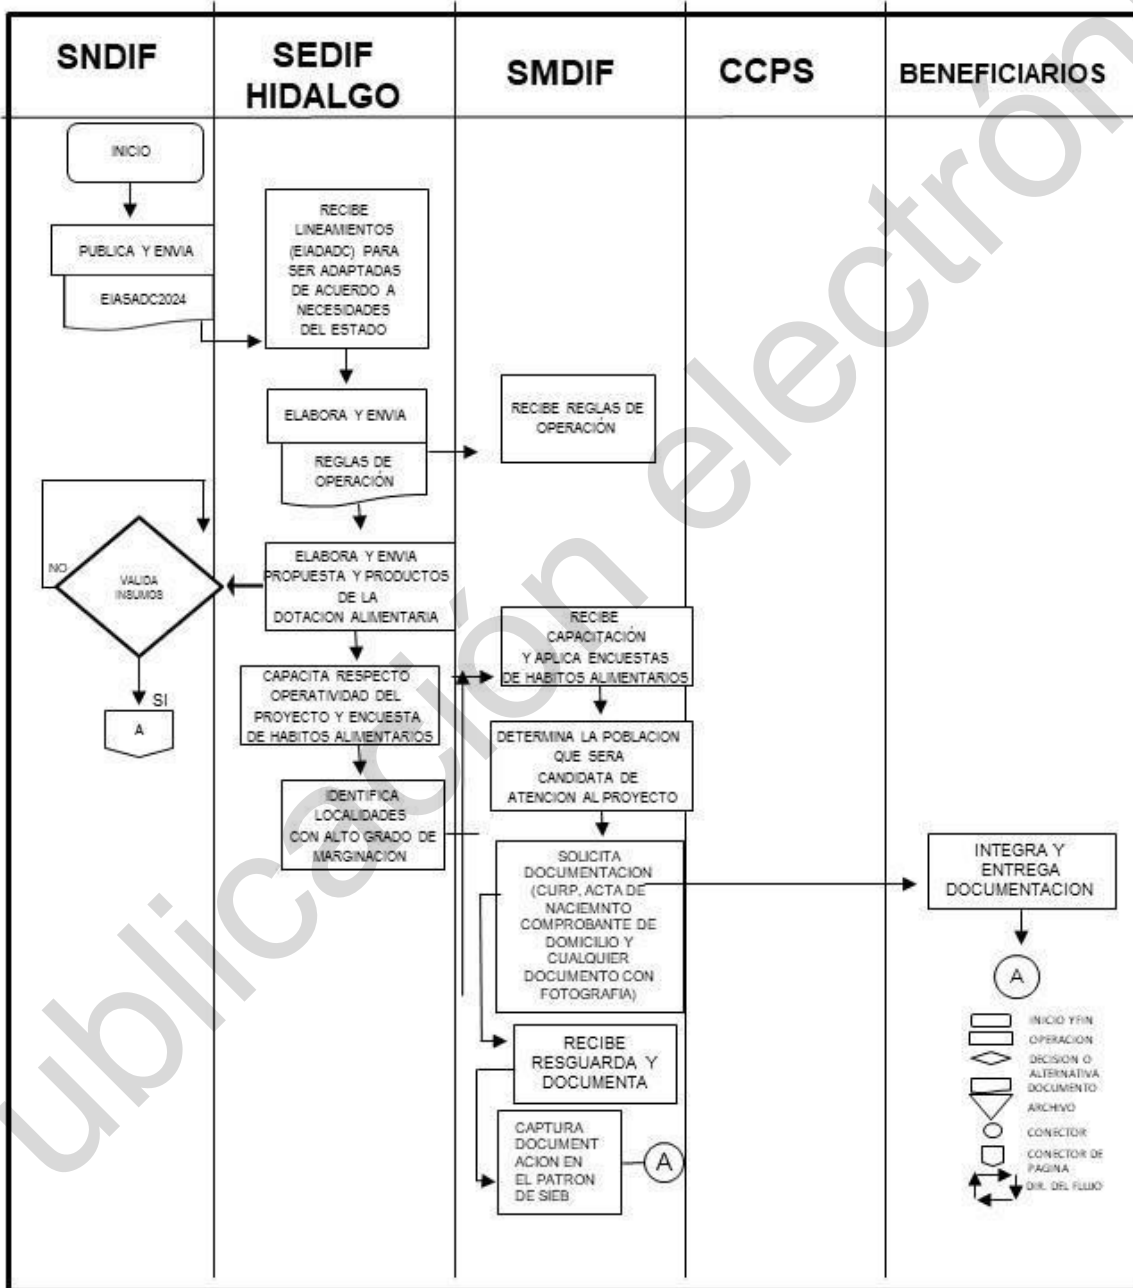 SNDIF
SEDIF
HIDALGO
SMDIF
CCPS
BENEFICIARIOS
INICIO
PUBLICA Y ENVIA
EIASADC2024
RECIBE
LINEAMIENTOS
(EIADADC) PARA
SER ADAPTADAS
DE ACUERDO A
NECESIDADES
DEL ESTADO
ELABORA Y ENVIA
REGLAS DE
OPERACIÓN
RECIBE REGLAS DE
OPERACIÓN
ELABORA Y ENVIA
PROPUESTA Y PRODUCTOS
DE LA
DOTACION ALIMENTARIA
NO
VALIDA
INSUMOS
SI
A
CAPACITA RESPECTO
OPERATIVIDAD DEL
PROYECTO Y ENCUESTA
DE HABITOS ALIMENTARIOS
RECIBE
CAPACITACIÓN
Y APLICA ENCUESTAS
DE HABITOS ALIMENTARIOS
DETERMINA LA POBLACION
QUE SERA
CANDIDATA DE
ATENCION AL PROYECTO
IDENTIFICA
LOCALIDADES
CON ALTO GRADO DE
MARGINACION
SOLICITA
DOCUMENTACION
(CURP, ACTA DE
NACIEMNTO
COMPROBANTE DE
DOMICILIO Y
CUALQUIER
DOCUMENTO CON
FOTOGRAFIA)
INTEGRA Y
ENTREGA
DOCUMENTACION
A
RECIBE
RESGUARDA Y
DOCUMENTA
CAPTURA
DOCUMENT
ACION EN
EL PATRON
DE SIEB
A
INICIO Y FIN
OPERACION
DECISION O
ALTERNATIVA
DOCUMENTO
ARCHIVO
CONECTOR
CONECTOR DE
PAGINA
DIR. DEL FLUJO
ublicación electrón